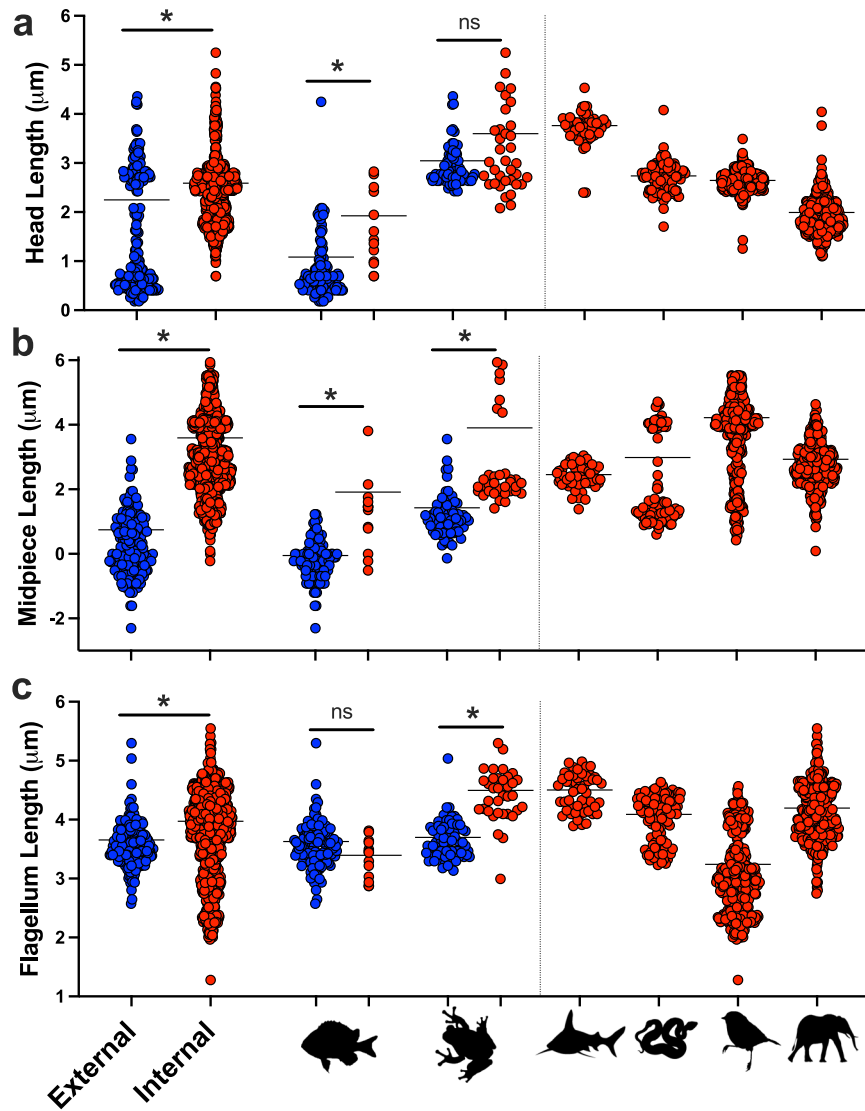 a
Head Length (μm)
6
5
4
3
2
1
0
*
*
ns
b
Midpiece Length (μm)
6
4
2
0
-2
*
*
*
c
Flagellum Length (μm)
6
5
4
3
2
1
*
ns
*
External
Internal